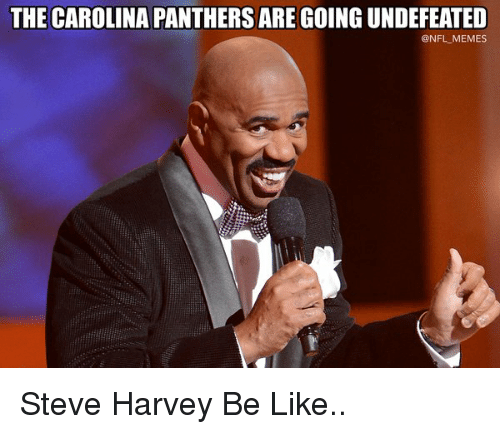 THE CAROLINA PANTHERS ARE GOING UNDEFEATED
@NFL_MEMES
Steve Harvey Be Like..